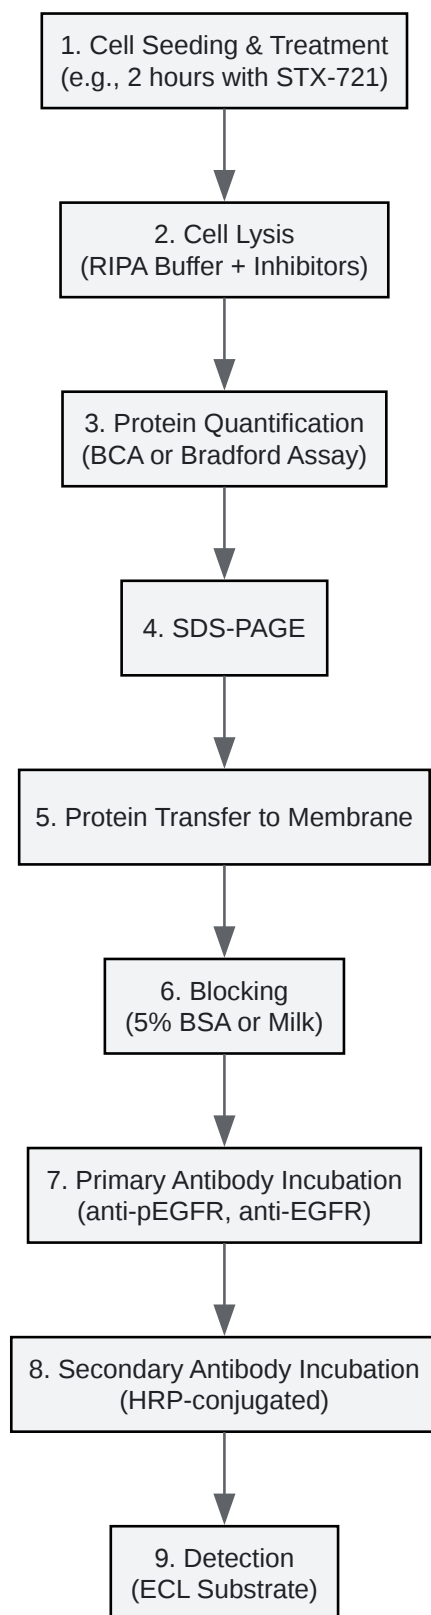 1. Cell Seeding & Treatment
(e.g., 2 hours with STX-721)
2. Cell Lysis
(RIPA Buffer + Inhibitors)
3. Protein Quantification
(BCA or Bradford Assay)
4. SDS-PAGE
5. Protein Transfer to Membrane
6. Blocking
(5% BSA or Milk)
7. Primary Antibody Incubation
(anti-pEGFR, anti-EGFR)
8. Secondary Antibody Incubation
(HRP-conjugated)
9. Detection
(ECL Substrate)